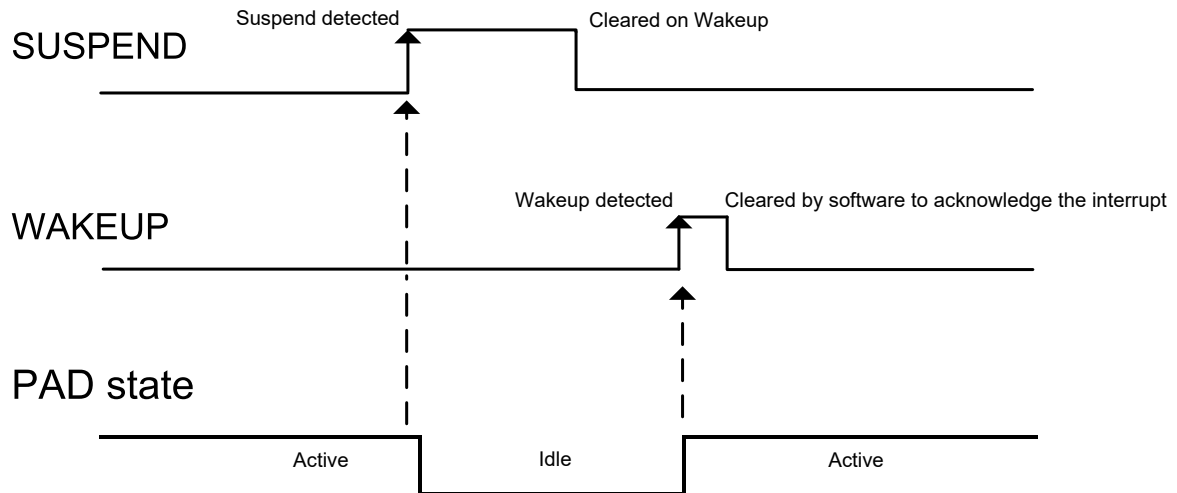 Suspend detected
Cleared on Wakeup
SUSPEND
Wakeup detected
Cleared by software to acknowledge the interrupt
WAKEUP
PAD state
Active
Idle
Active